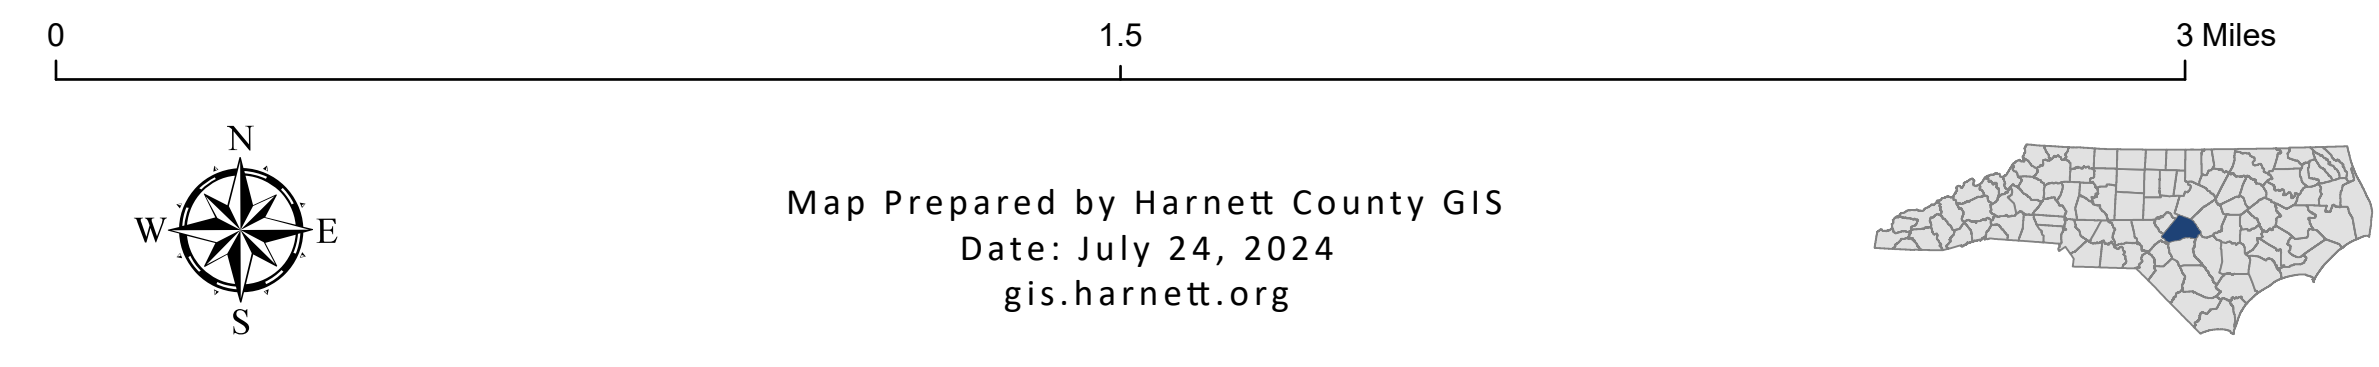 0 1.5 3 Miles
N
W E
S
Map Prepared by Harnett County GIS
Date: July 24, 2024
gis.harnett.org